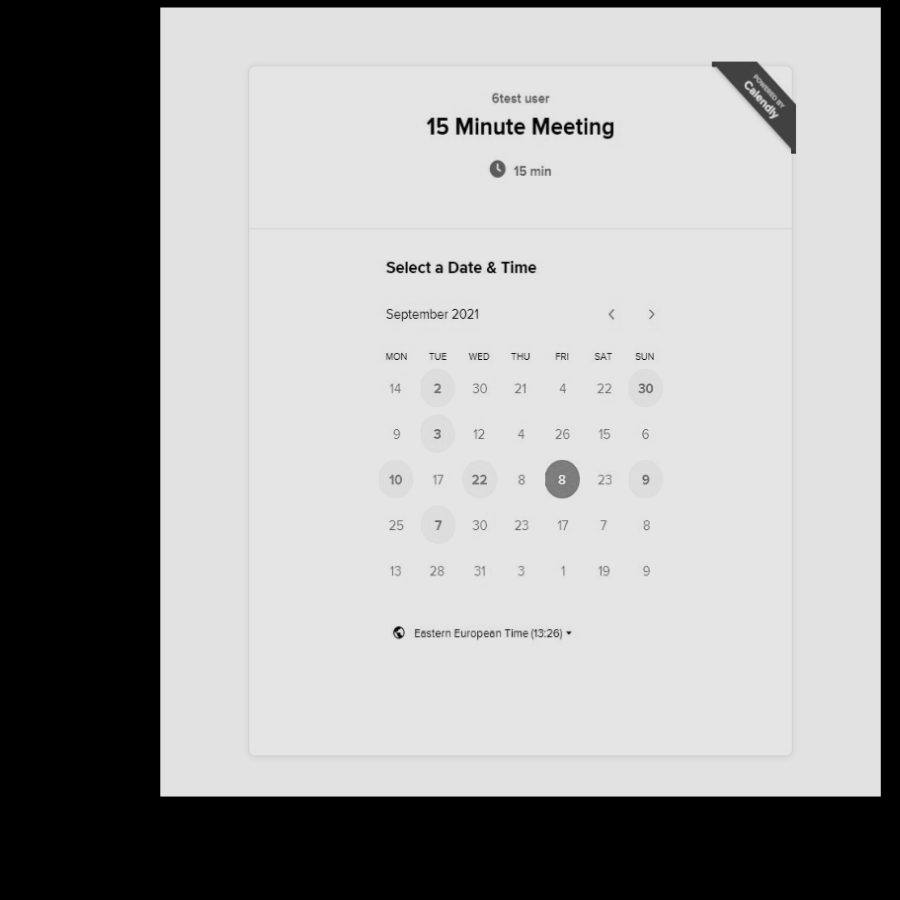 POWERED BY
Calendly
6test user
15 Minute Meeting
15 min
Select a Date & Time
September 2021
MON TUE WED THU FRI SAT SUN
14 2 30 21 4 22 30
9 3 12 4 26 15 6
10 17 22 8 8 23 9
25 7 30 23 17 7 8
13 28 31 3 1 19 9
Eastern European Time (13:26)